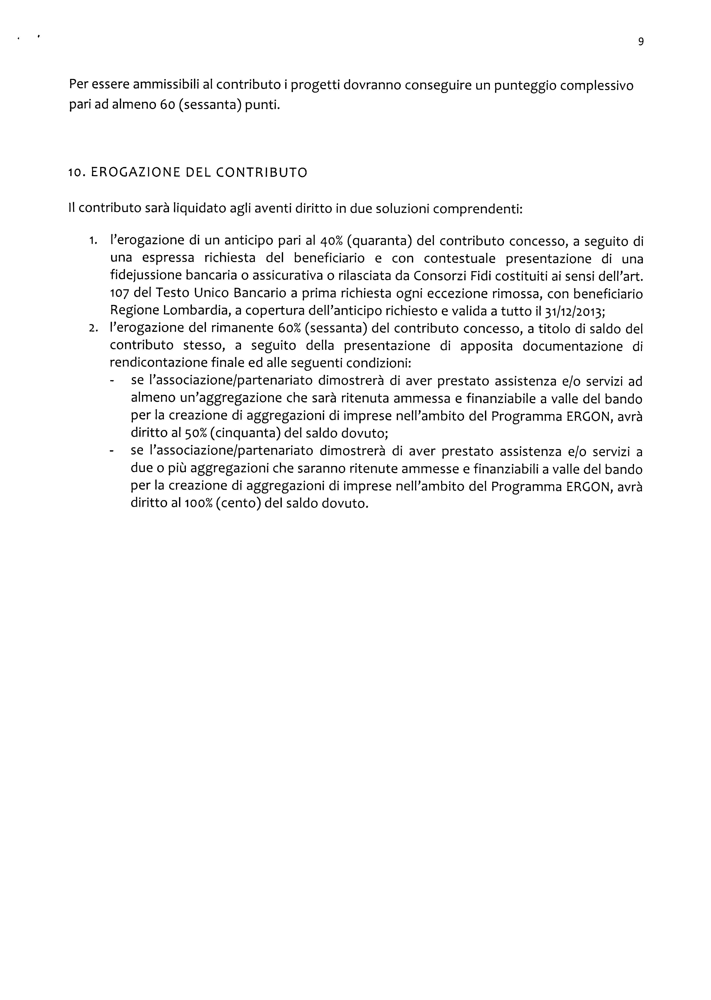 9
Per essere ammissibili al contributo i progetti dovranno conseguire un punteggio complessivo
pari ad almeno 60 (sessanta) punti.
10. EROGAZIONE DEL CONTRIBUTO
Il contributo sarà liquidato agli aventi diritto in due soluzioni comprendenti:
1. l'erogazione di un anticipo pari al 40% (quaranta) del contributo concesso, a seguito di
una espressa richiesta del beneficiario e con contestuale presentazione di una
fidejussione bancaria o assicurativa o rilasciata da Consorzi Fidi costituiti ai sensi dell'art.
107 del Testo Unico Bancario a prima richiesta ogni eccezione rimossa, con beneficiario
Regione Lombardia, a copertura dell'anticipo richiesto e valida a tutto il 31/12/2013;
2. l'erogazione del rimanente 60% (sessanta) del contributo concesso, a titolo di saldo del
contributo stesso, a seguito della presentazione di apposita documentazione di
rendicontazione finale ed alle seguenti condizioni:
- se l'associazione/partenariato dimostrerà di aver prestato assistenza e/o servizi ad
almeno un'aggregazione che sarà ritenuta ammessa e finanziabile a valle del bando
per la creazione di aggregazioni di imprese nell'ambito del Programma ERGON, avrà
diritto al 50% (cinquanta) del saldo dovuto;
- se l'associazione/partenariato dimostrerà di aver prestato assistenza e/o servizi a
due o più aggregazioni che saranno ritenute ammesse e finanziabili a valle del bando
per la creazione di aggregazioni di imprese nell'ambito del Programma ERGON, avrà
diritto al 100% (cento) del saldo dovuto.